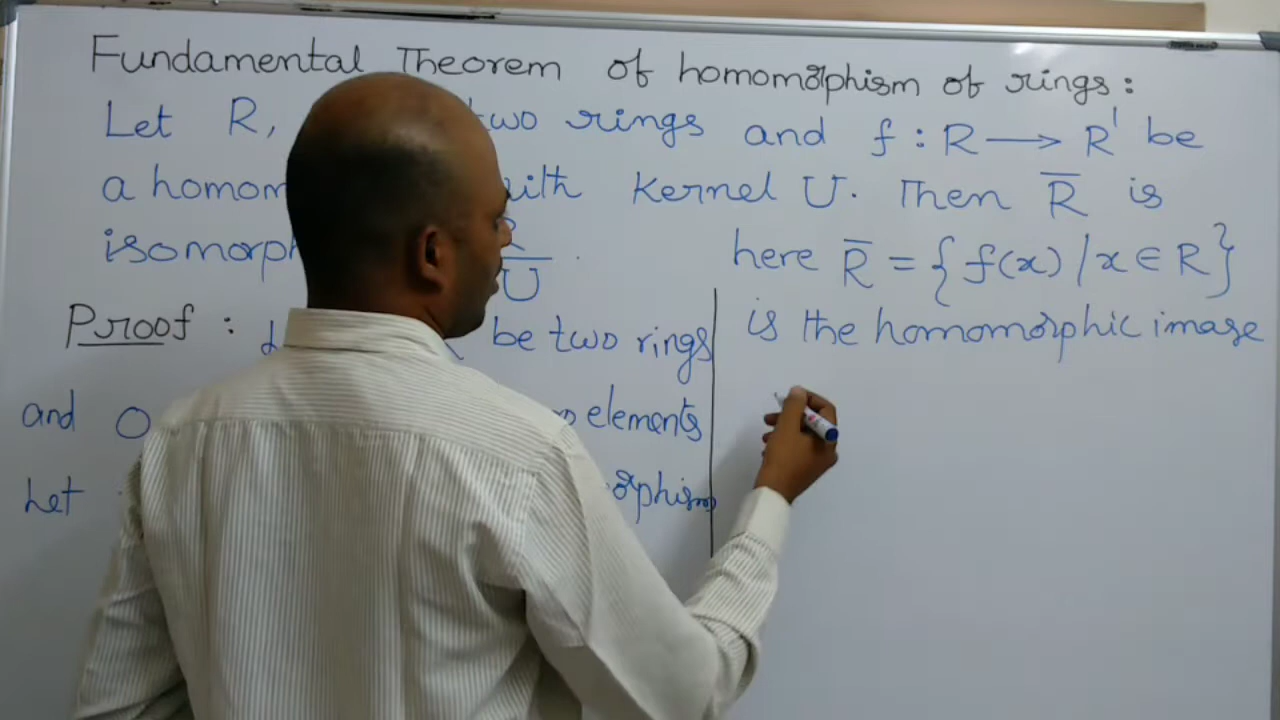 Fundamental Theorem of homomorphism of rings:
Let R, two rings and f : R → R' be
a homom with Kernel U. Then R̅ is
isomorph U .
Proof : be two rings
and O elements
Let orphism
here R̅ = { f(x) / x ∈ R }
is the homomorphic image